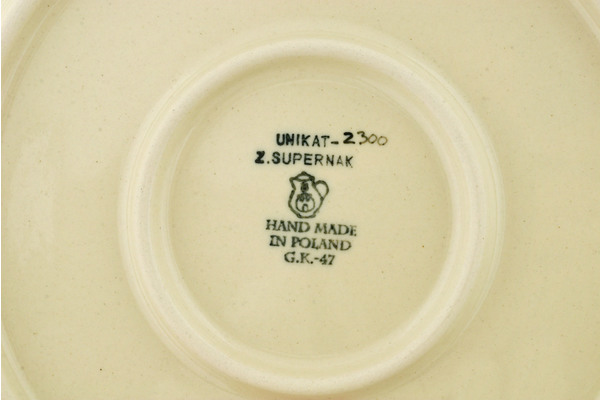 UNIKAT-2300
Z.SUPERNAK
HAND MADE
IN POLAND
G.K.-47